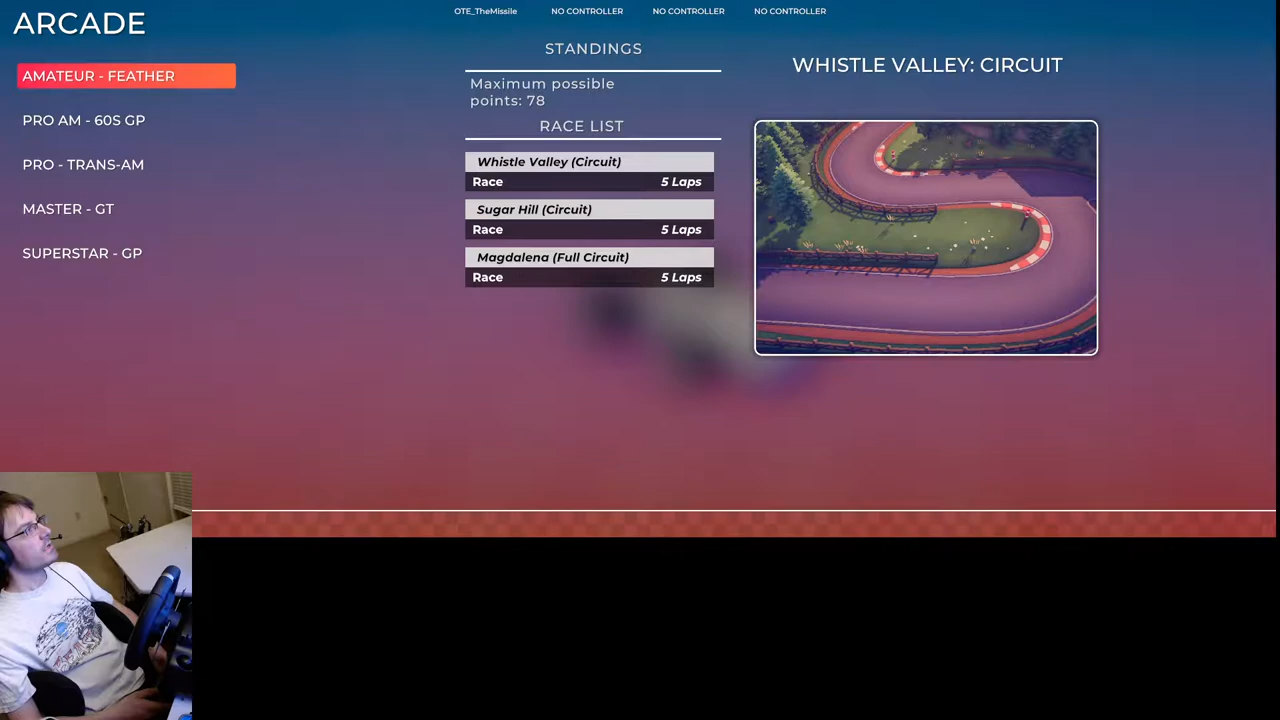 ARCADE
OTE_TheMissile
NO CONTROLLER
NO CONTROLLER
NO CONTROLLER
AMATEUR - FEATHER
PRO AM - 60S GP
PRO - TRANS-AM
MASTER - GT
SUPERSTAR - GP
STANDINGS
Maximum possible
points: 78
RACE LIST
Whistle Valley (Circuit)
Race 5 Laps
Sugar Hill (Circuit)
Race 5 Laps
Magdalena (Full Circuit)
Race 5 Laps
WHISTLE VALLEY: CIRCUIT